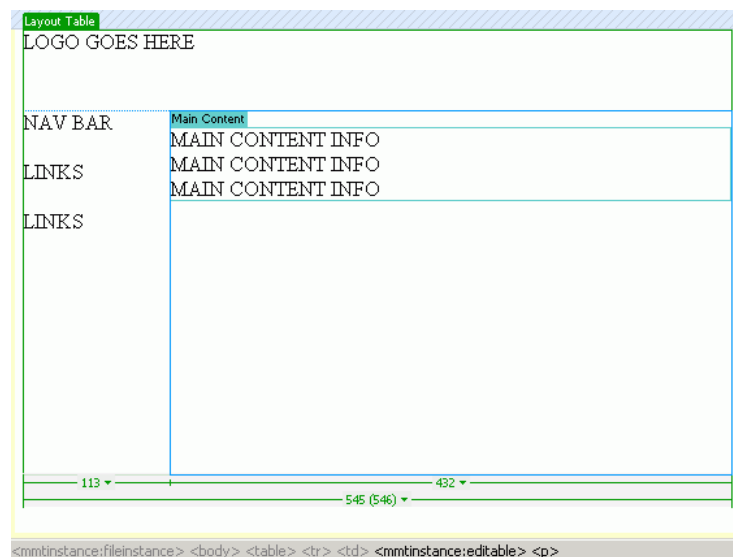 Layout Table
LOGO GOES HERE
NAV BAR
LINKS
LINKS
Main Content
MAIN CONTENT INFO
MAIN CONTENT INFO
MAIN CONTENT INFO
113
432
545 (546)
<mmtinstance:fileinstance> <body> <table> <tr> <td> <mmtinstance:editable> <p>